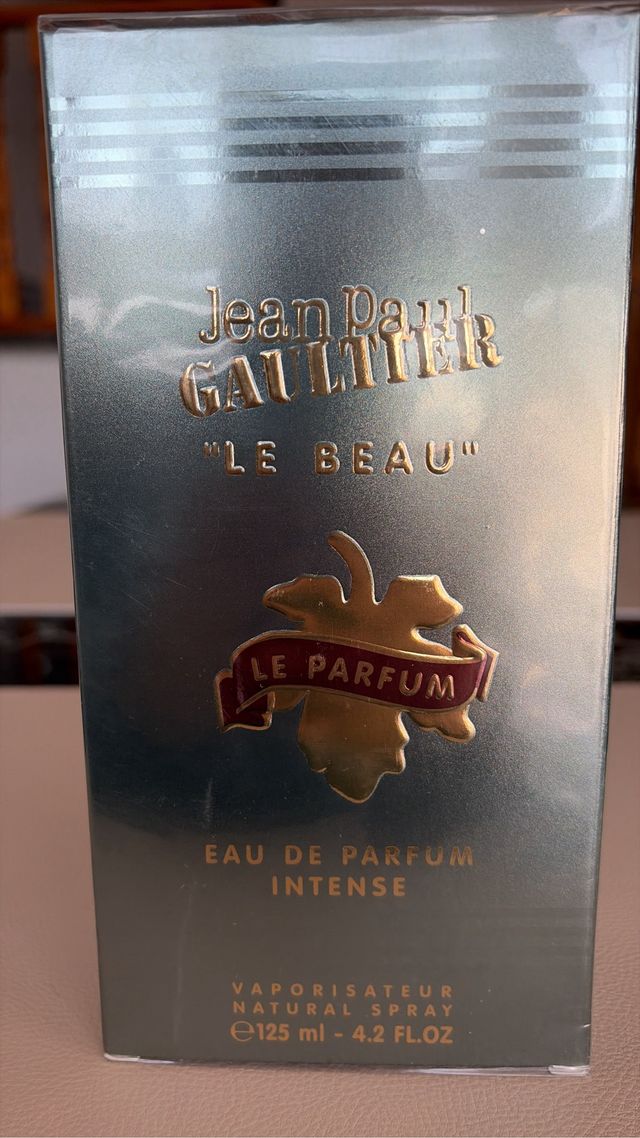 Jean Paul
GAULTIER
"LE BEAU"
LE PARFUM
EAU DE PARFUM
INTENSE
VAPORISATEUR
NATURAL SPRAY
℮125 ml - 4.2 FL.OZ